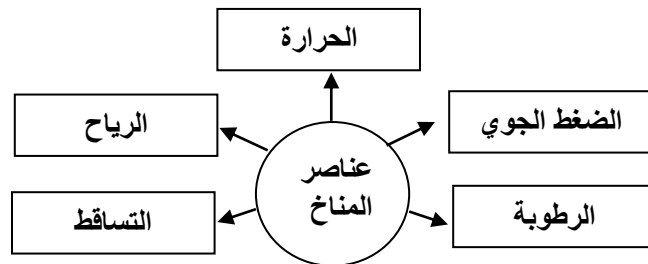 الحرارة
الضغط الجوي
الرياح
عناصر
المناخ
الرطوبة
التساقط